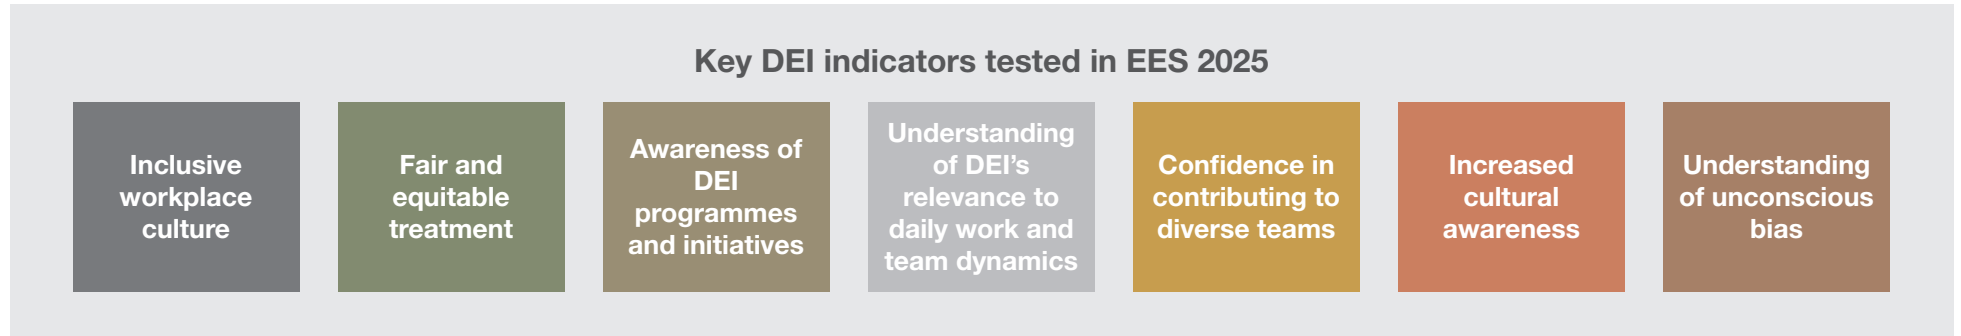 Key DEI indicators tested in EES 2025
Inclusive
workplace
culture
Fair and
equitable
treatment
Awareness of
DEI
programmes
and initiatives
Understanding
of DEI’s
relevance to
daily work and
team dynamics
Confidence in
contributing to
diverse teams
Increased
cultural
awareness
Understanding
of unconscious
bias